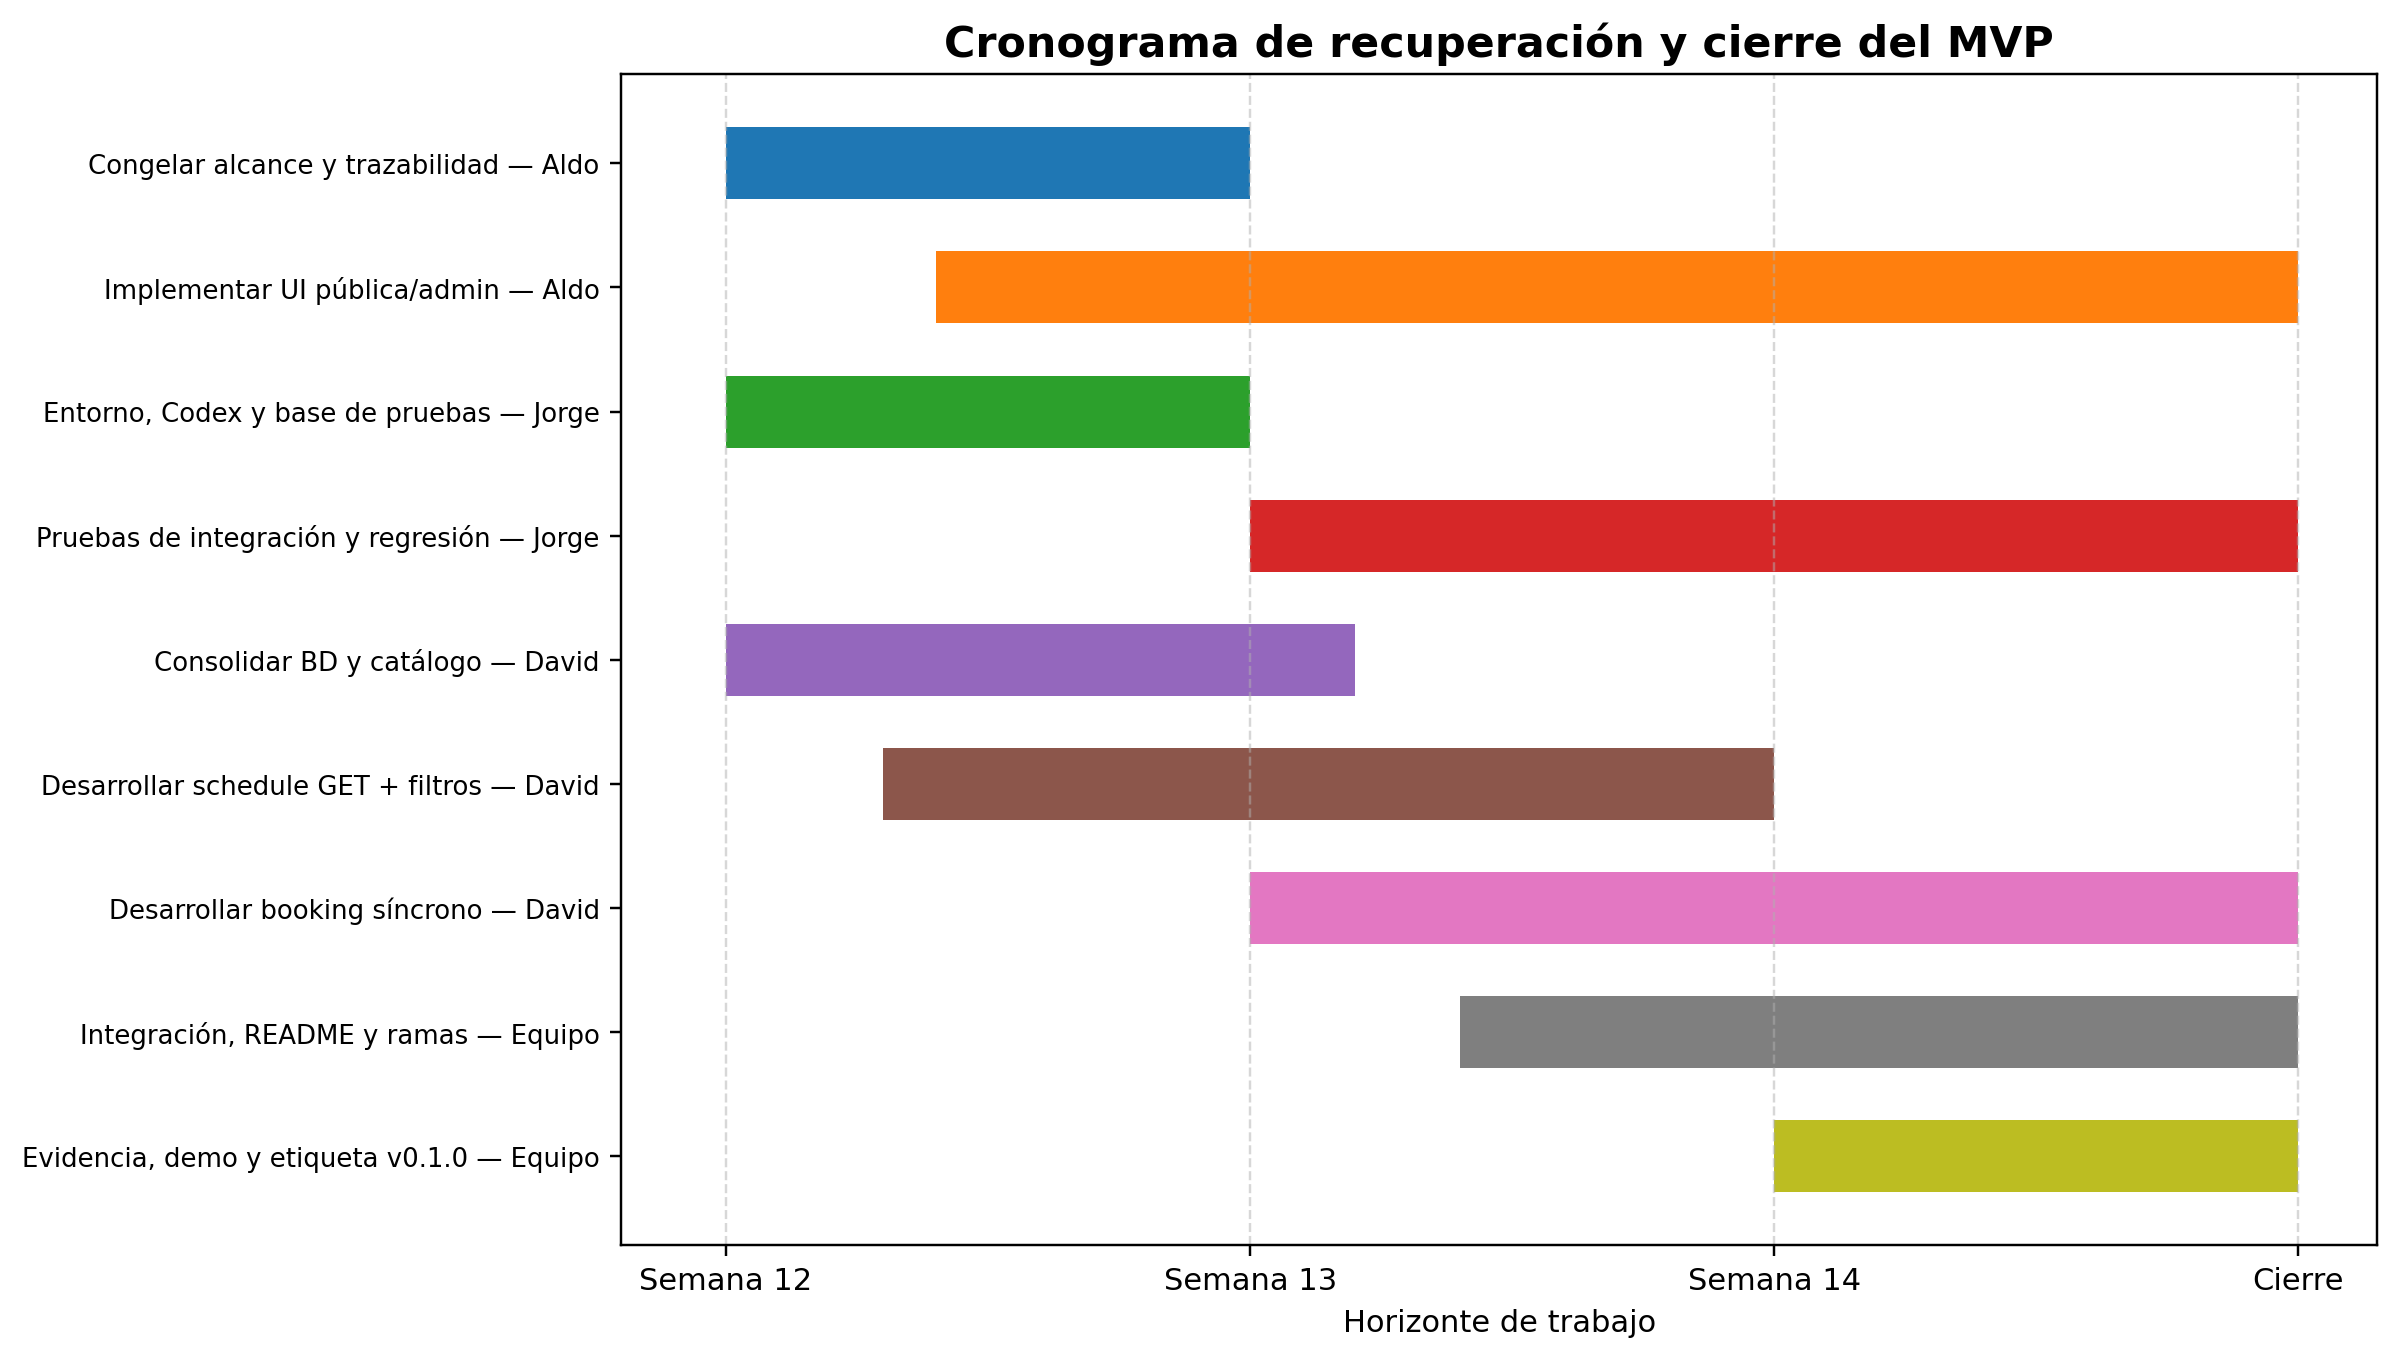 Cronograma de recuperación y cierre del MVP
Congelar alcance y trazabilidad — Aldo
Implementar UI pública/admin — Aldo
Entorno, Codex y base de pruebas — Jorge
Pruebas de integración y regresión — Jorge
Consolidar BD y catálogo — David
Desarrollar schedule GET + filtros — David
Desarrollar booking síncrono — David
Integración, README y ramas — Equipo
Evidencia, demo y etiqueta v0.1.0 — Equipo
Semana 12
Semana 13
Semana 14
Cierre
Horizonte de trabajo